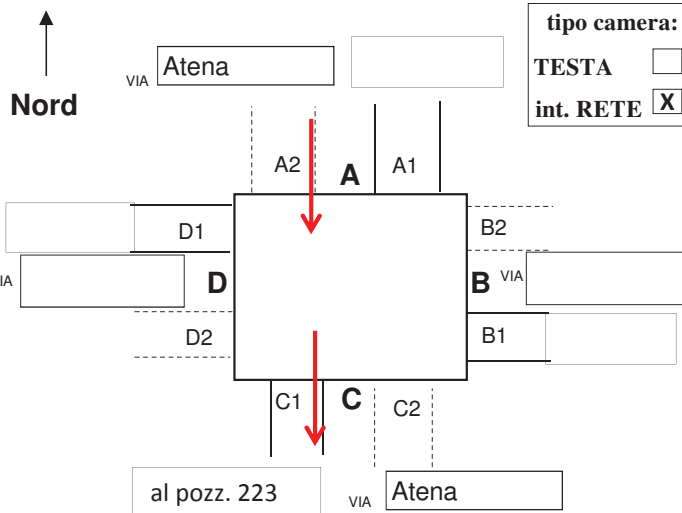 tipo camera:
VIA Atena
TESTA
Nord
int. RETE X
A2 A A1
D1 B2
VIA D B VIA
D2 B1
C1 C C2
al pozz. 223 VIA Atena